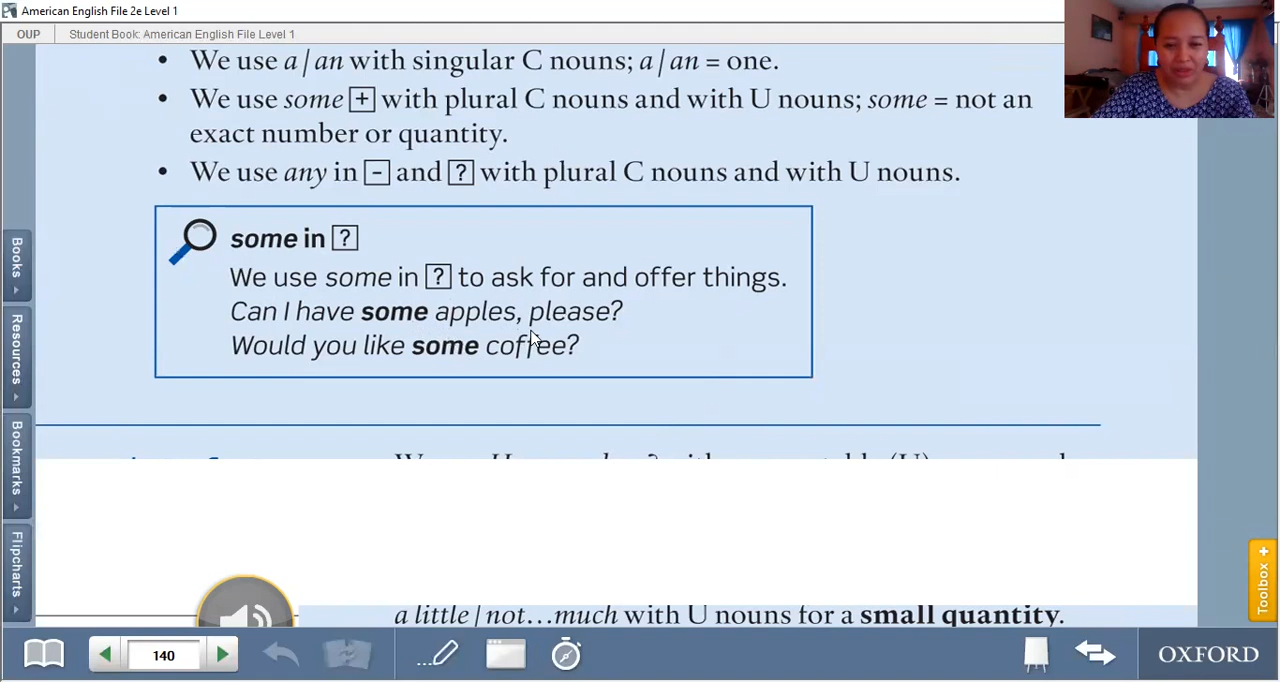 American English File 2e Level 1
OUP
Student Book: American English File Level 1
• We use a / an with singular C nouns; a / an = one.
• We use some + with plural C nouns and with U nouns; some = not an
exact number or quantity.
• We use any in - and ? with plural C nouns and with U nouns.
some in ?
We use some in ? to ask for and offer things.
Can I have some apples, please?
Would you like some coffee?
a little / not…much with U nouns for a small quantity.
Books
Resources
Bookmarks
Flipcharts
Toolbox +
140
OXFORD